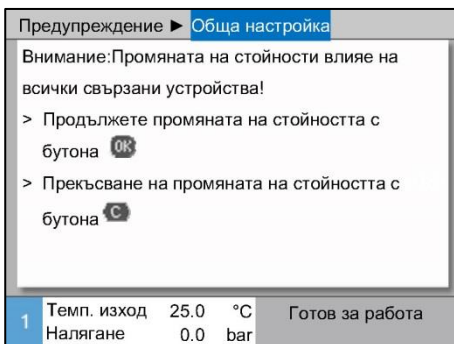 Предупреждение ► Обща настройка
Внимание:Промяната на стойности влияе на
всички свързани устройства!
> Продължете промяната на стойността с
бутона OK
> Прекъсване на промяната на стойността с
бутона C
1 Темп. изход 25.0 °C Готов за работа
Налягане 0.0 bar